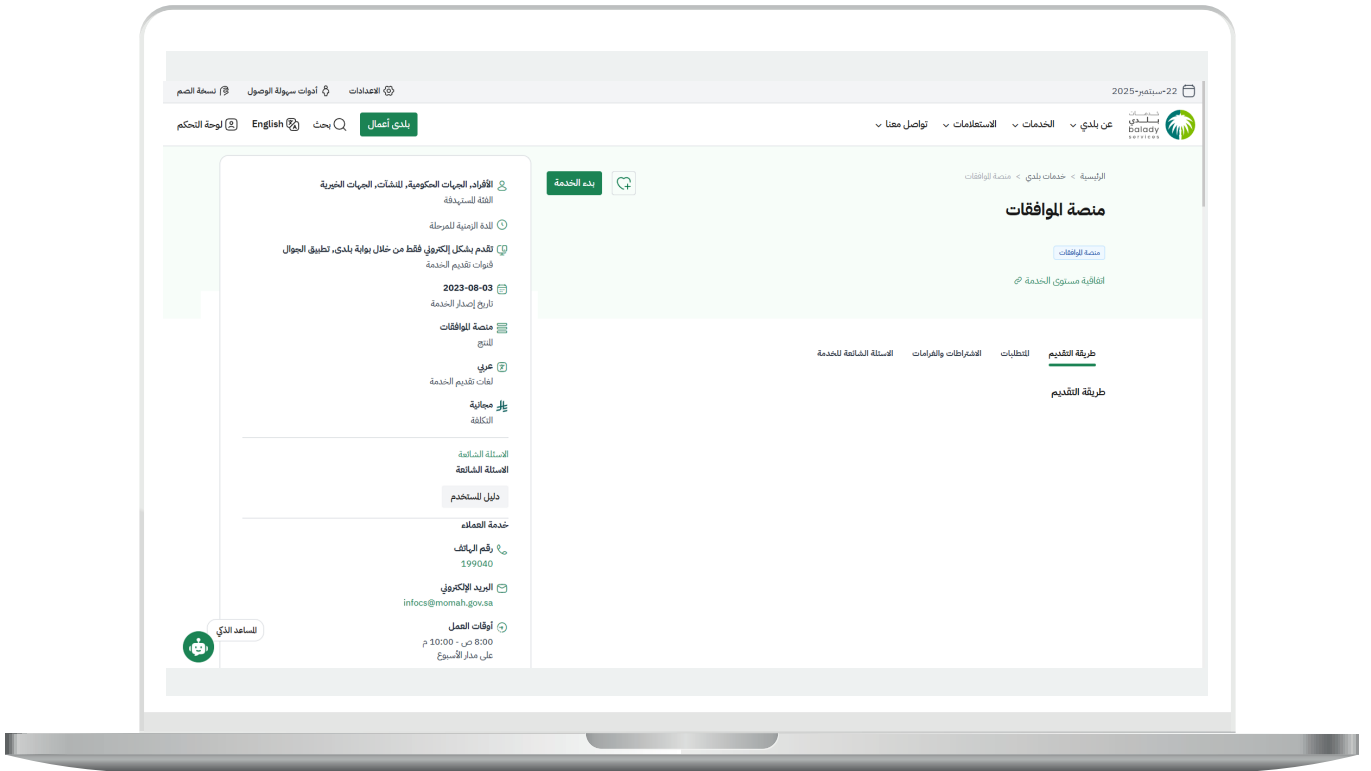 22-سبتمبر-2025
الاعدادات
أدوات سهولة الوصول
نسخة الصم
خدمات
بلدي
balady
services
عن بلدي
الخدمات
الاستعلامات
تواصل معنا
بلدي أعمال
بحث
English
لوحة التحكم
الرئيسية > خدمات بلدي > منصة الموافقات
منصة الموافقات
بدء الخدمة
منصة الموافقات
اتفاقية مستوى الخدمة
طريقة التقديم
المتطلبات
الاشتراطات والغرامات
الاسئلة الشائعة للخدمة
طريقة التقديم
الأفراد, الجهات الحكومية, المنشآت, الجهات الخيرية
الفئة المستهدفة
المدة الزمنية للمرحلة
تقدم بشكل إلكتروني فقط من خلال بوابة بلدي, تطبيق الجوال
قنوات تقديم الخدمة
2023-08-03
تاريخ إصدار الخدمة
منصة الموافقات
المنتج
عربي
لغات تقديم الخدمة
مجانية
التكلفة
الاسئلة الشائعة
الاسئلة الشائعة
دليل المستخدم
خدمة العملاء
رقم الهاتف
199040
البريد الإلكتروني
infocs@momah.gov.sa
أوقات العمل
8:00 ص - 10:00 م
على مدار الأسبوع
المساعد الذكي